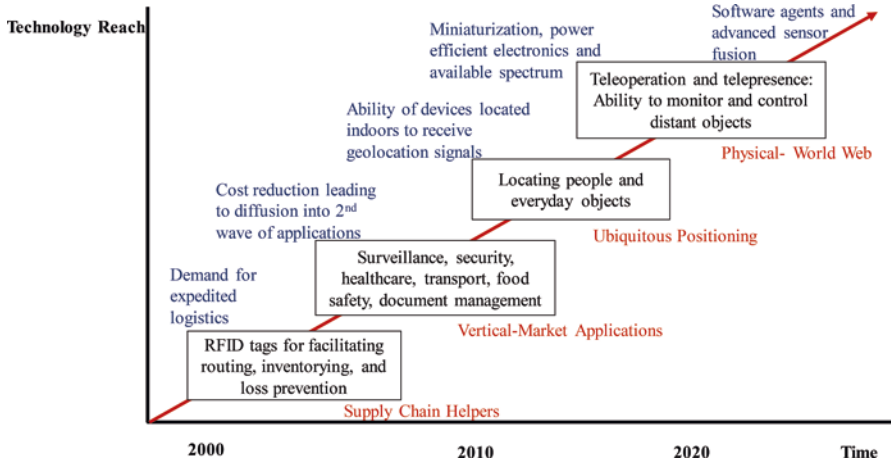 Technology Reach
Software agents and
advanced sensor
fusion
Miniaturization, power
efficient electronics and
available spectrum
Teleoperation and telepresence:
Ability to monitor and control
distant objects
Physical- World Web
Ability of devices located
indoors to receive
geolocation signals
Locating people and
everyday objects
Ubiquitous Positioning
Cost reduction leading
to diffusion into 2nd
wave of applications
Surveillance, security,
healthcare, transport, food
safety, document management
Vertical-Market Applications
Demand for
expedited
logistics
RFID tags for facilitating
routing, inventorying, and
loss prevention
Supply Chain Helpers
2000
2010
2020
Time